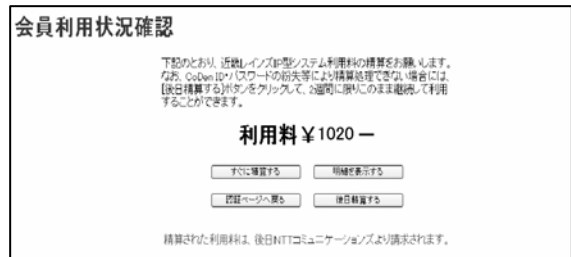 会員利用状況確認
下記のとおり、近畿レインズIP型システム利用料の精算をお願いします。
なお、CoDen ID・パスワードの紛失等により精算処理できない場合には、
[後日精算する]ボタンをクリックして、2週間に限りこのまま継続して利用
することができます。
利用料¥1020ー
すぐに精算する 明細を表示する
認証ページへ戻る 後日精算する
精算された利用料は、後日NTTコミュニケーションズより請求されます。